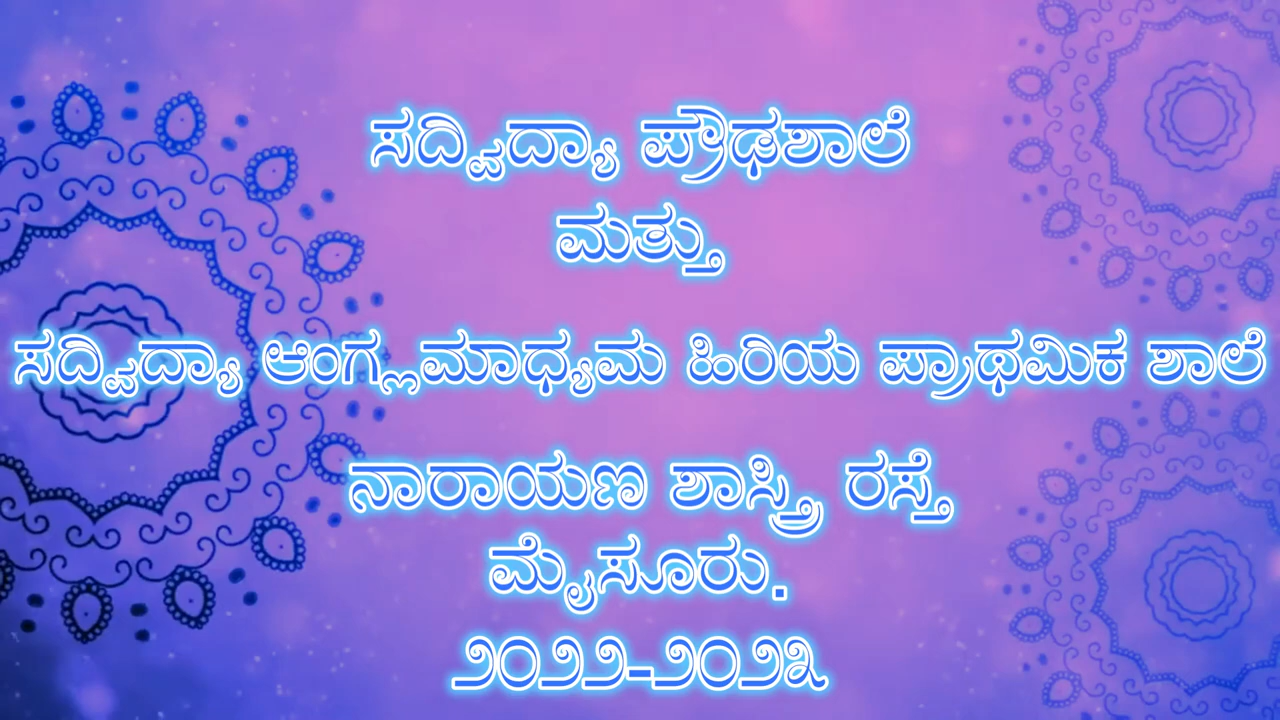 ಸದ್ವಿದ್ಯಾ ಪ್ರೌಢಶಾಲೆ
ಮತ್ತು
ಸದ್ವಿದ್ಯಾ ಆಂಗ್ಲಮಾಧ್ಯಮ ಹಿರಿಯ ಪ್ರಾಥಮಿಕ ಶಾಲೆ
ನಾರಾಯಣ ಶಾಸ್ತ್ರಿ ರಸ್ತೆ
ಮೈಸೂರು.
೨೦೨೨-೨೦೨೩